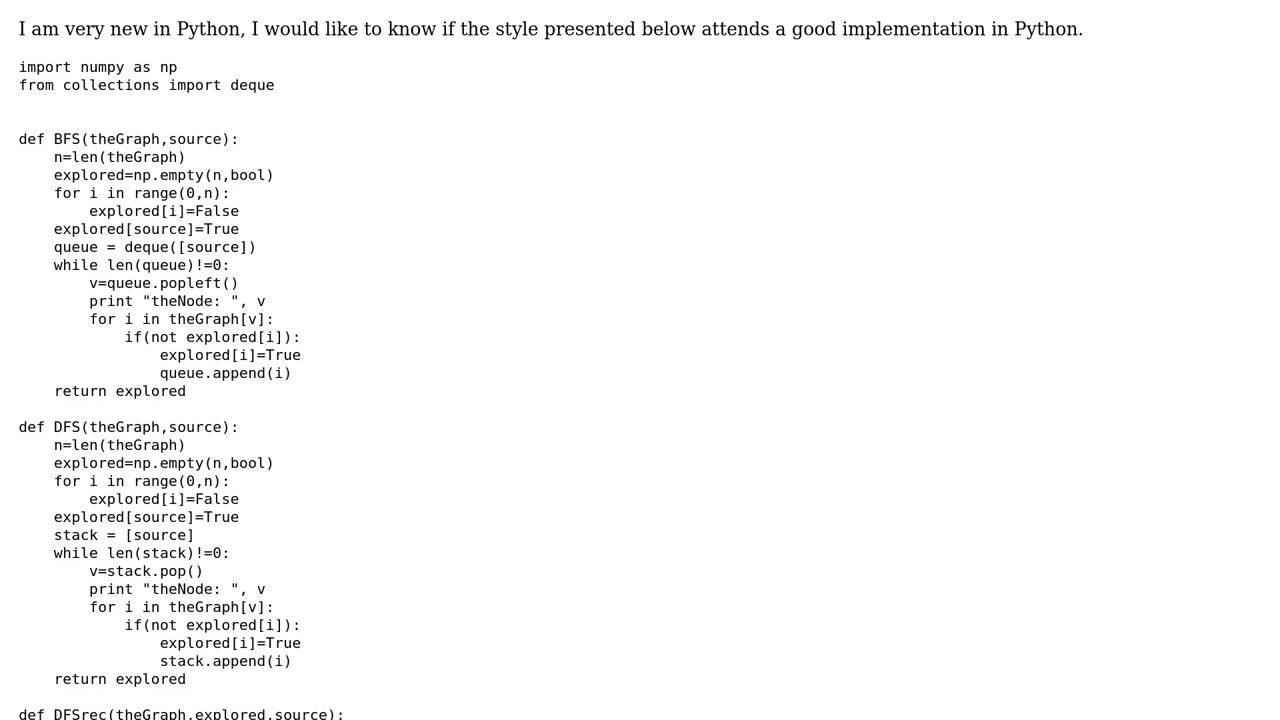 I am very new in Python, I would like to know if the style presented below attends a good implementation in Python.
import numpy as np
from collections import deque
def BFS(theGraph,source):
    n=len(theGraph)
    explored=np.empty(n,bool)
    for i in range(0,n):
        explored[i]=False
    explored[source]=True
    queue = deque([source])
    while len(queue)!=0:
        v=queue.popleft()
        print "theNode: ", v
        for i in theGraph[v]:
            if(not explored[i]):
                explored[i]=True
                queue.append(i)
    return explored
def DFS(theGraph,source):
    n=len(theGraph)
    explored=np.empty(n,bool)
    for i in range(0,n):
        explored[i]=False
    explored[source]=True
    stack = [source]
    while len(stack)!=0:
        v=stack.pop()
        print "theNode: ", v
        for i in theGraph[v]:
            if(not explored[i]):
                explored[i]=True
                stack.append(i)
    return explored
def DFSrec(theGraph,explored,source):